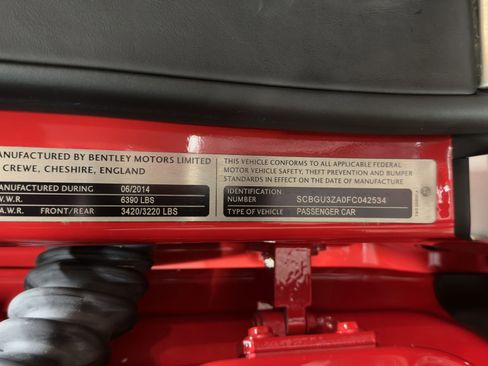 ANUFACTURED BY BENTLEY MOTORS LIMITED
CREWE, CHESHIRE, ENGLAND
ANUFACTURED DURING 06/2014
.V.W.R. 6390 LBS
.A.W.R. FRONT/REAR 3420/3220 LBS
THIS VEHICLE CONFORMS TO ALL APPLICABLE FEDERAL
MOTOR VEHICLE SAFETY, THEFT PREVENTION AND BUMPER
STANDARDS IN EFFECT ON THE DATE OF MANUFACTURE
IDENTIFICATION
NUMBER SCBGU3ZA0FC042534
TYPE OF VEHICLE PASSENGER CAR